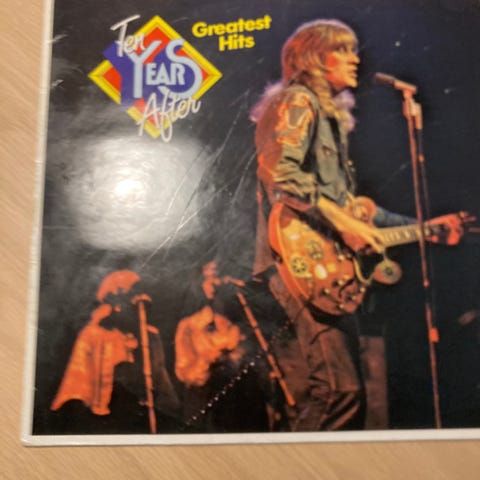 Ten
YEARS
After
Greatest
Hits